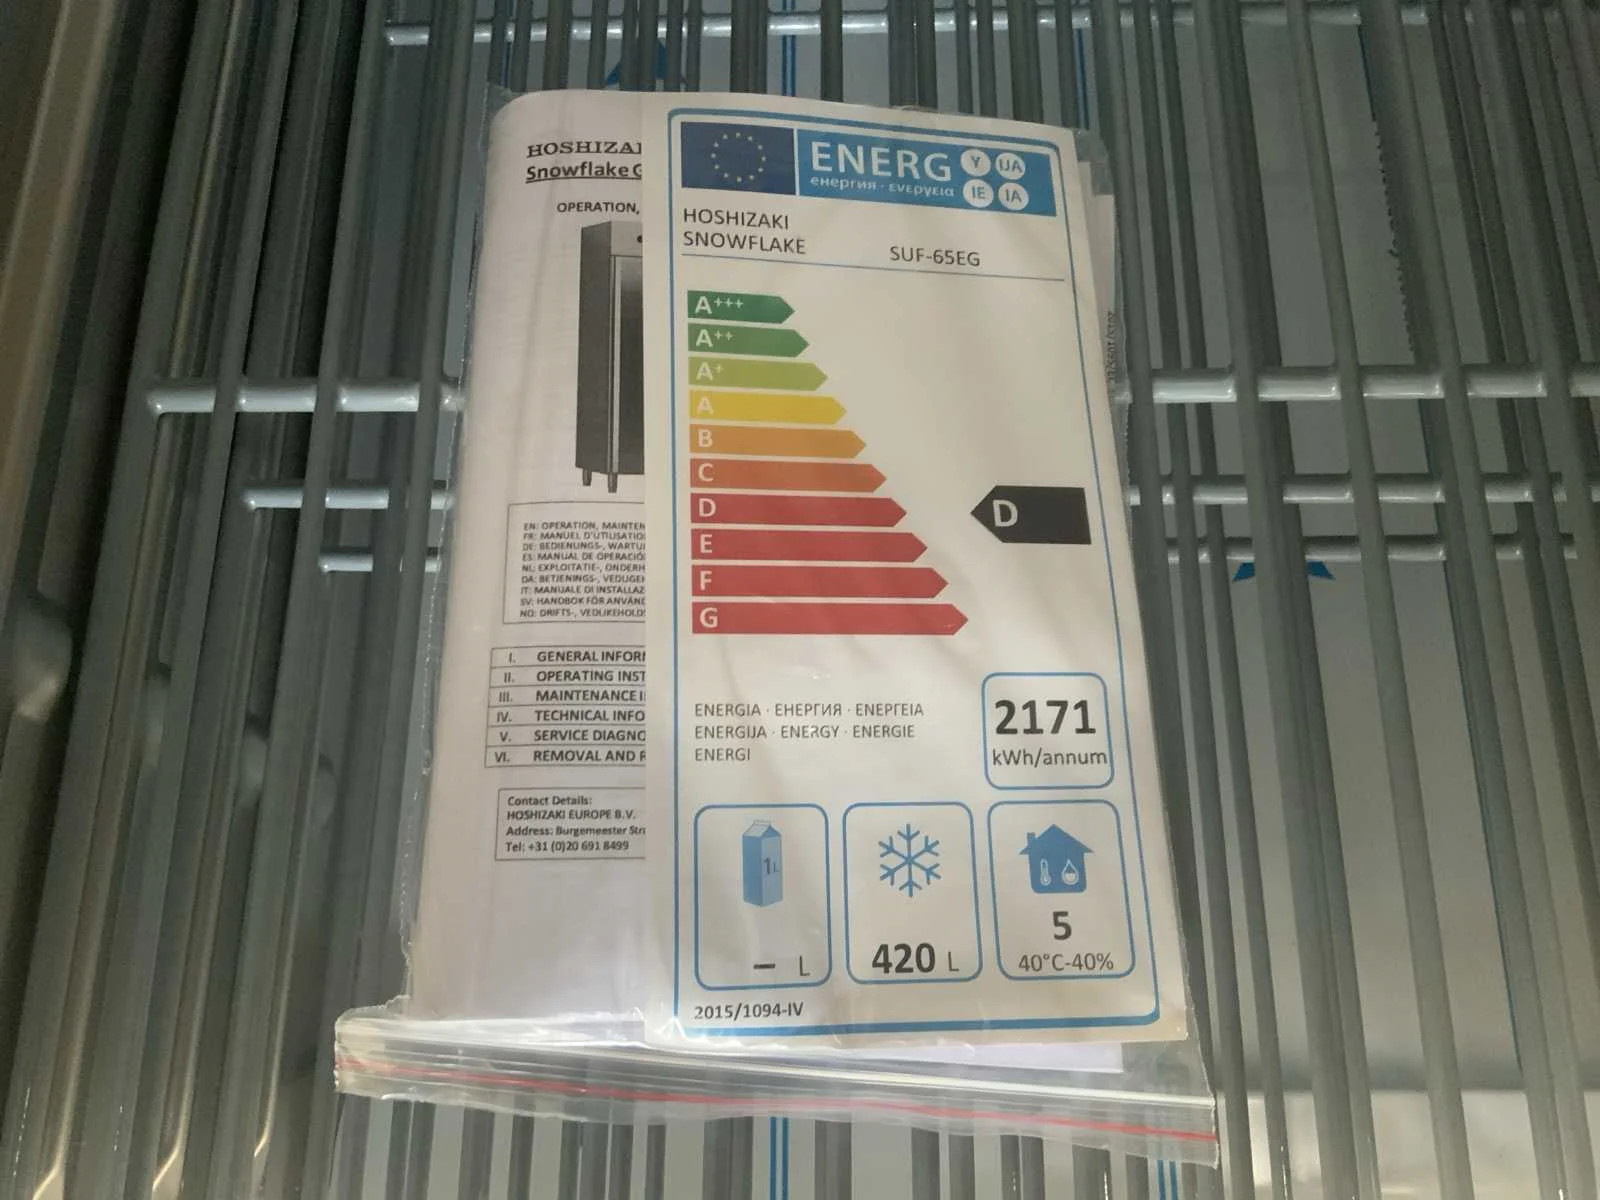 HOSHIZAI
Snowflake G
OPERATION,
EN: OPERATION, MAINTEN
FR: MANUEL D'UTILISATIO
DE: BEDIENUNGS-, WARTU
ES: MANUAL DE OPERACIÓ
NL: EXPLOITATIE-, ONDERH
DA: BETJENINGS-, VEDLIGEH
IT: MANUALE DI INSTALLAZ
SV: HANDBOK FÖR ANVÄND
NO: DRIFTS-, VEDLIKEHOLDS
I. GENERAL INFORM
II. OPERATING INST
III. MAINTENANCE I
IV. TECHNICAL INFO
V. SERVICE DIAGNO
VI. REMOVAL AND R
Contact Details:
HOSHIZAKI EUROPE B.V.
Address: Burgemeester Stra
Tel: +31 (0)20 691 8499
ENERG Y IJA
енергия · ενεργεια IE IA
HOSHIZAKI
SNOWFLAKE SUF-65EG
A+++
A++
A+
A
B
C
D
D
E
F
G
ENERGIA · ЕНЕРГИЯ · ΕΝΕΡΓΕΙΑ
ENERGIJA · ENERGY · ENERGIE
ENERGI
2171
kWh/annum
1L
– L
420 L
5
40°C-40%
2015/1094-IV